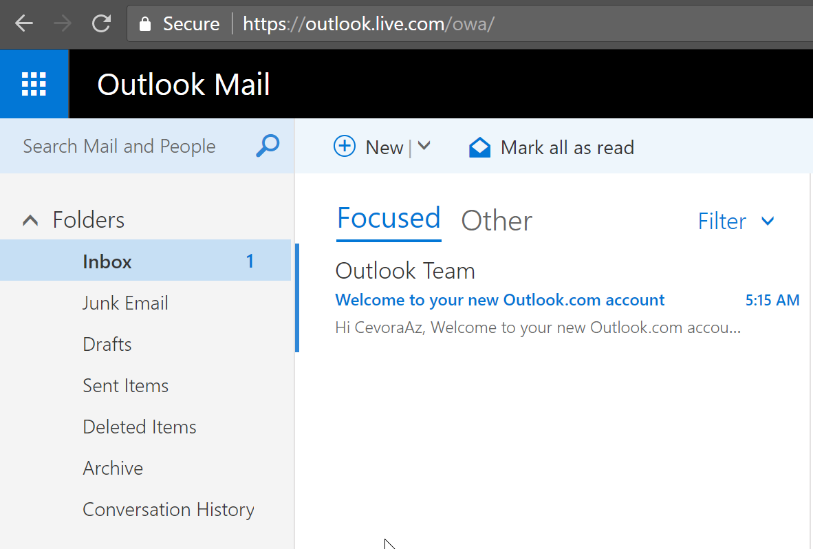 Secure https://outlook.live.com/owa/
Outlook Mail
Search Mail and People
New | Mark all as read
Folders
Inbox 1
Junk Email
Drafts
Sent Items
Deleted Items
Archive
Conversation History
Focused Other Filter
Outlook Team
Welcome to your new Outlook.com account 5:15 AM
Hi CevoraAz, Welcome to your new Outlook.com accou...